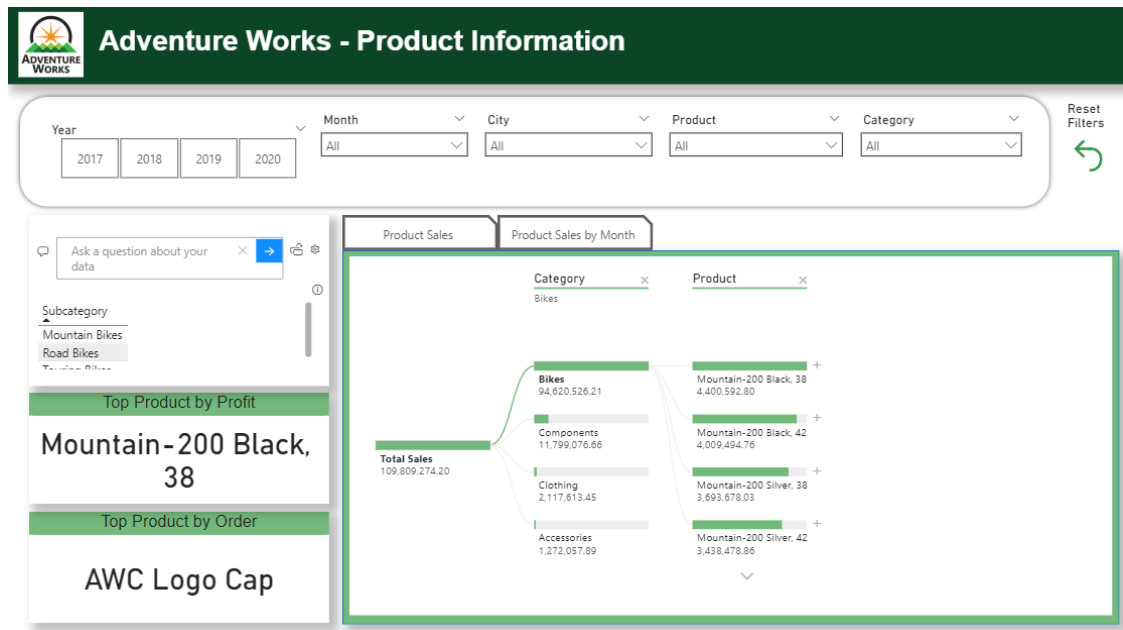 ADVENTURE
WORKS
Adventure Works - Product Information
Year
2017
2018
2019
2020
Month
All
City
All
Product
All
Category
All
Reset
Filters
Ask a question about your
data
Subcategory
Mountain Bikes
Road Bikes
Touring Bikes
Top Product by Profit
Mountain-200 Black,
38
Top Product by Order
AWC Logo Cap
Product Sales
Product Sales by Month
Category
Bikes
Product
Total Sales
109,809,274.20
Bikes
94,620,526.21
Components
11,799,076.66
Clothing
2,117,613.45
Accessories
1,272,057.89
Mountain-200 Black, 38
4,400,592.80
Mountain-200 Black, 42
4,009,494.76
Mountain-200 Silver, 38
3,693,678.03
Mountain-200 Silver, 42
3,438,478.86